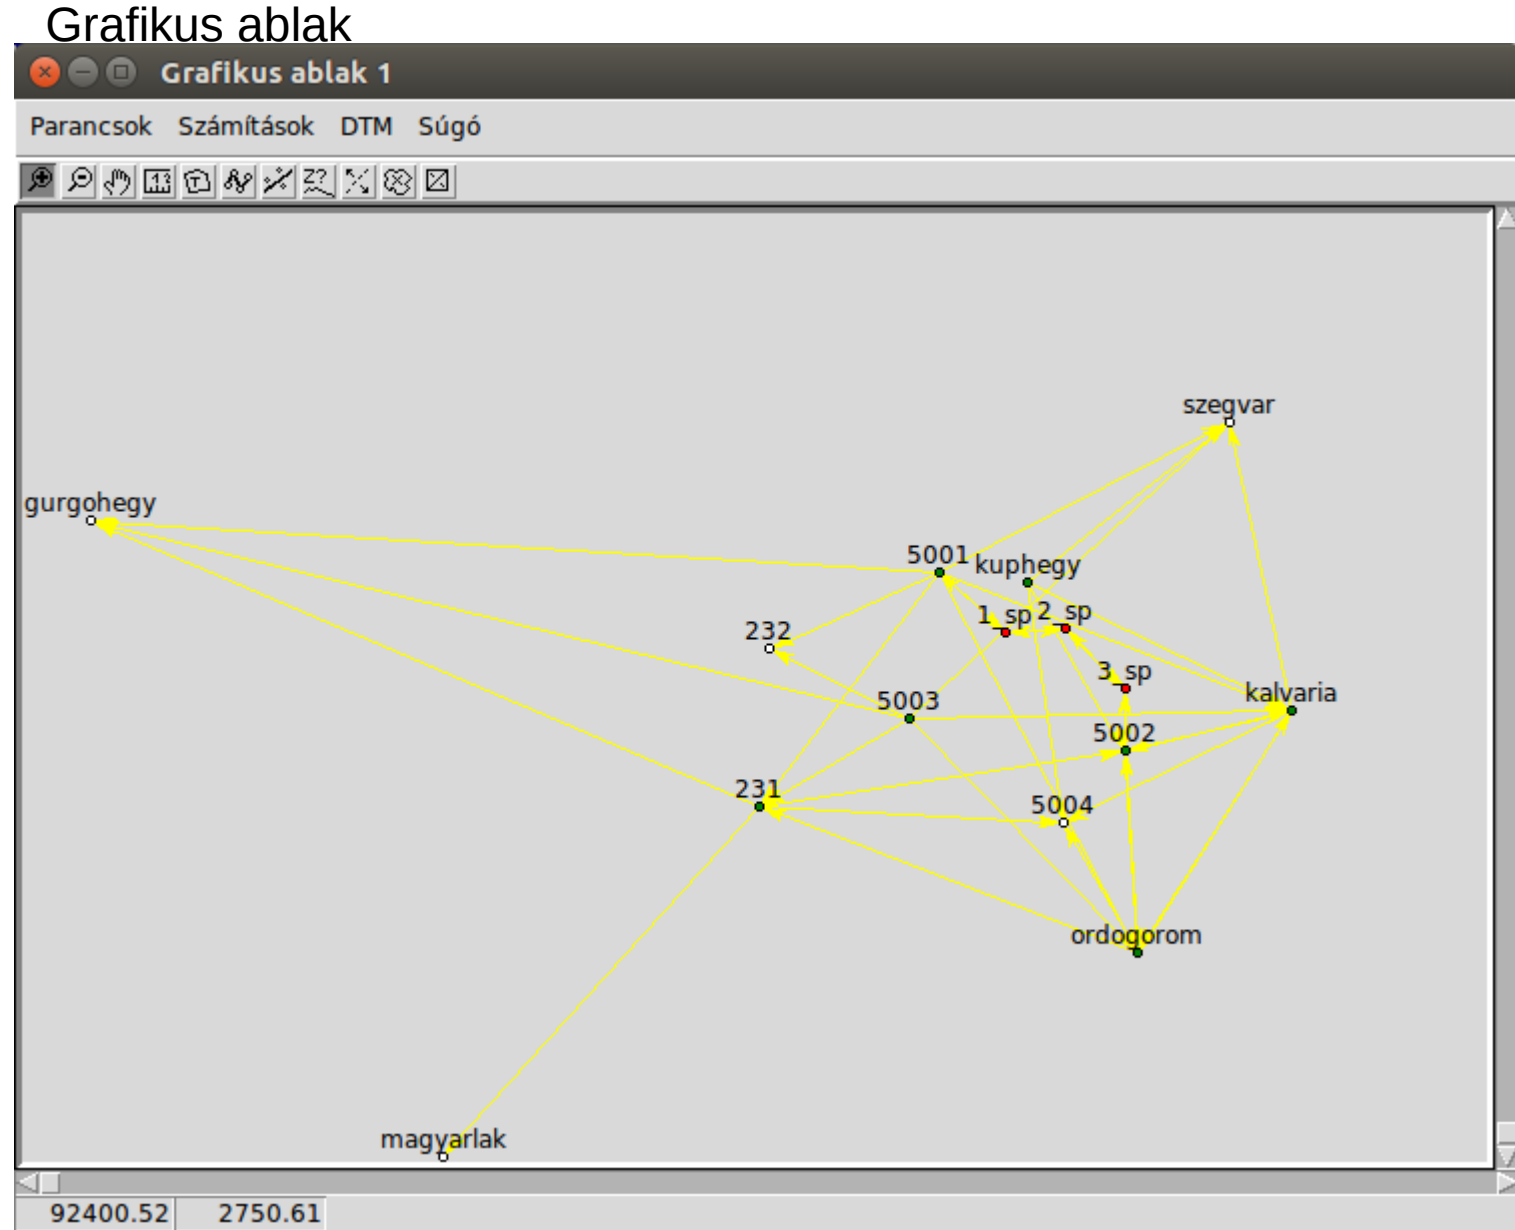 Grafikus ablak
Grafikus ablak 1
Parancsok Számítások DTM Súgó
szegvar
gurgohegy
5001 kuphegy
1_sp 2_sp
232
3_sp
kalvaria
5003
5002
231
5004
ordogorom
magyarlak
92400.52 2750.61